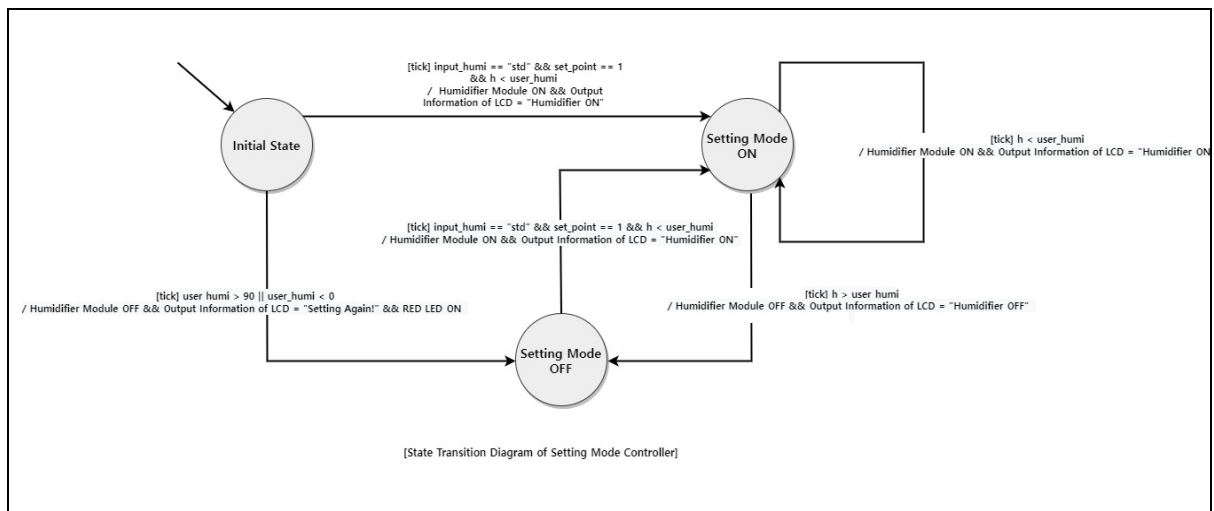 [tick] input_humi == "std" && set_point == 1
&& h < user_humi
/ Humidifier Module ON && Output
Information of LCD = "Humidifier ON"
Initial State
Setting Mode
ON
[tick] h < user_humi
/ Humidifier Module ON && Output Information of LCD = "Humidifier ON
[tick] input_humi == "std" && set_point == 1 && h < user_humi
/ Humidifier Module ON && Output Information of LCD = "Humidifier ON"
[tick] user humi > 90 || user_humi < 0
/ Humidifier Module OFF && Output Information of LCD = "Setting Again!" && RED LED ON
[tick] h > user humi
/ Humidifier Module OFF && Output Information of LCD = "Humidifier OFF"
Setting Mode
OFF
[State Transition Diagram of Setting Mode Controller]